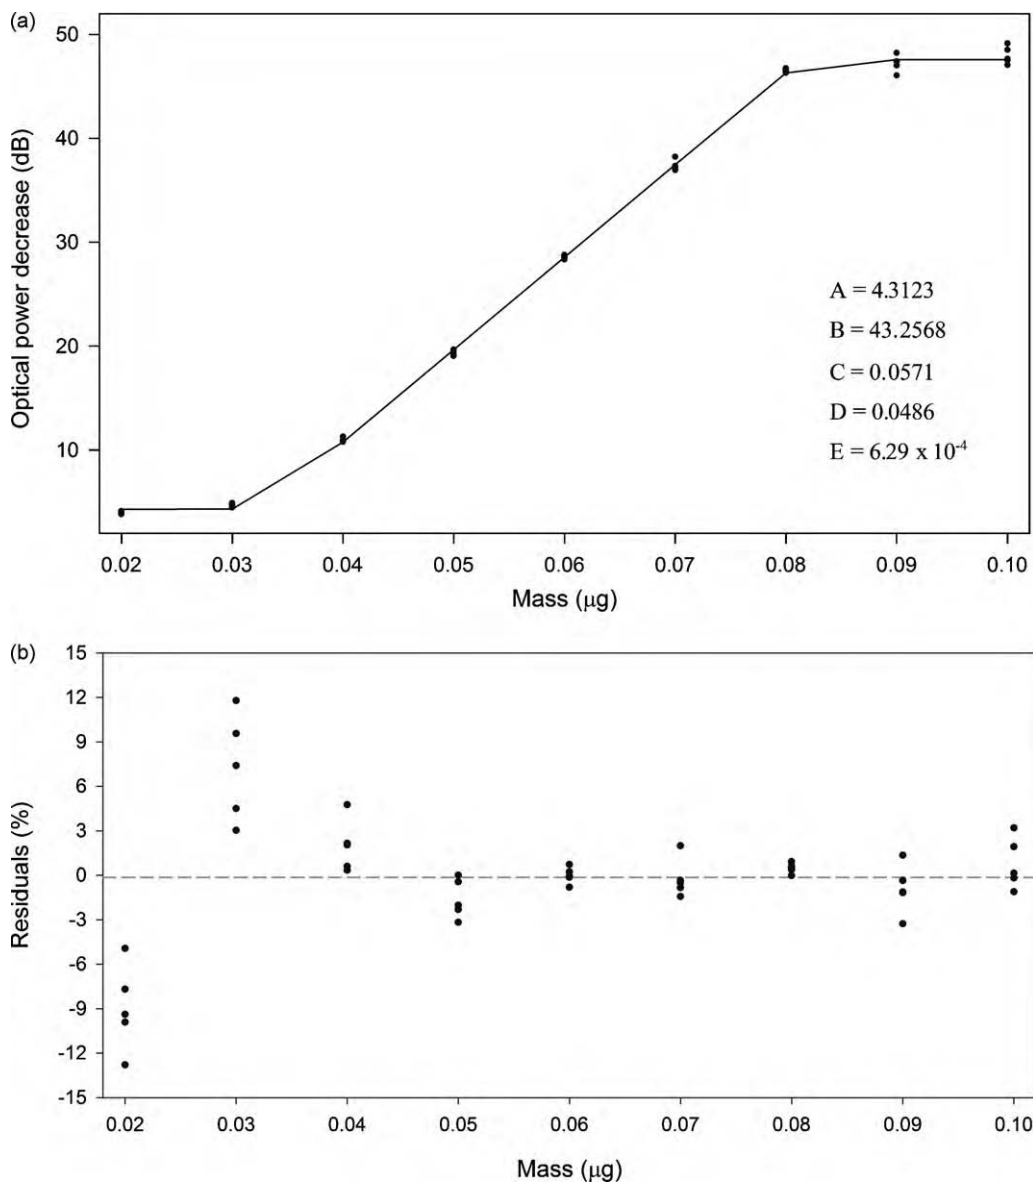 (a)
50
40
30
20
10
Optical power decrease (dB)
A = 4.3123
B = 43.2568
C = 0.0571
D = 0.0486
E = 6.29 x 10⁻⁴
0.02 0.03 0.04 0.05 0.06 0.07 0.08 0.09 0.10
Mass (μg)
(b)
15
12
9
6
3
0
-3
-6
-9
-12
-15
Residuals (%)
0.02 0.03 0.04 0.05 0.06 0.07 0.08 0.09 0.10
Mass (μg)